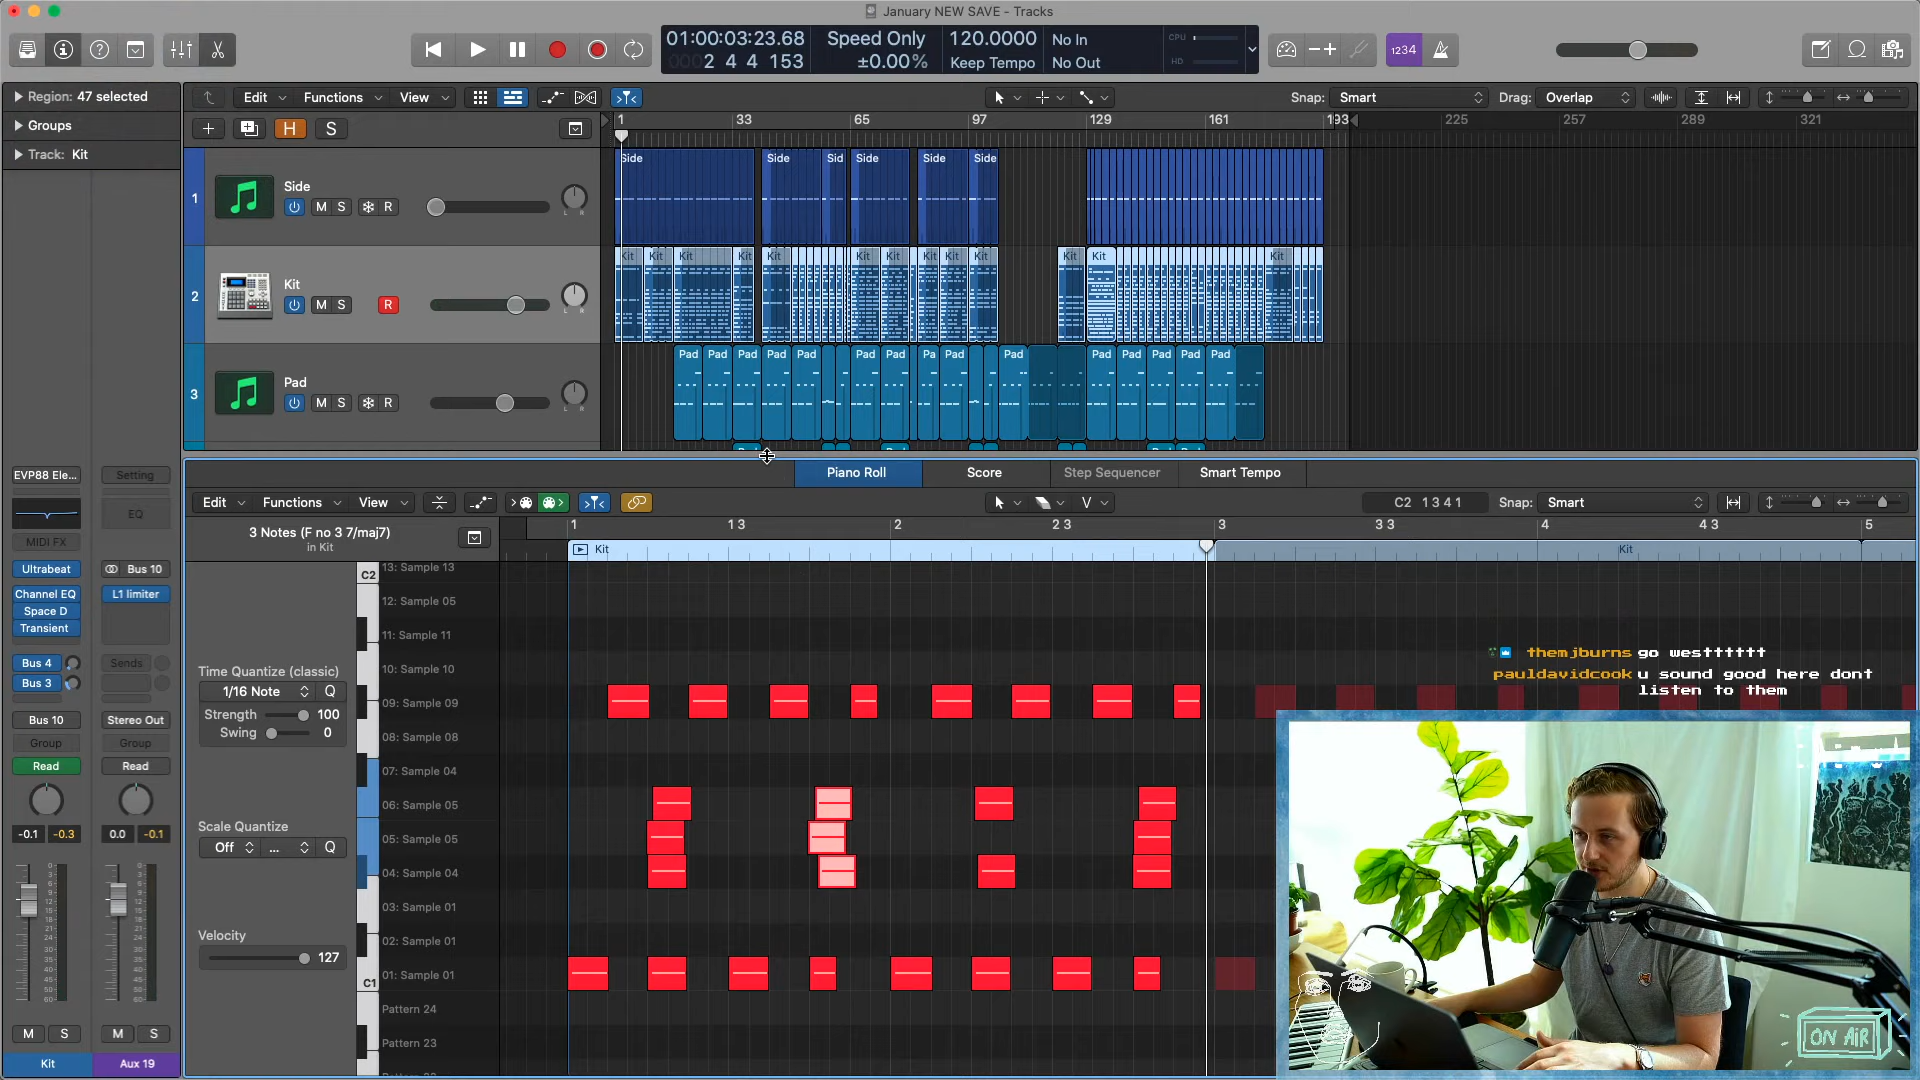 January NEW SAVE - Tracks
01:00:03:23.68 Speed Only 120.0000 No In CPU
0002 4 4 153 ±0.00% Keep Tempo No Out HD
1234
Region: 47 selected
Edit Functions View Snap: Smart Drag: Overlap
Groups
H S
1 33 65 97 129 161 193 225 257 289 321
Track: Kit
1 Side
M S R
Side Side Sid Side Side Side
2 Kit
M S R
Kit Kit Kit Kit Kit Kit Kit Kit Kit Kit Kit Kit Kit
3 Pad
M S R
Pad Pad Pad Pad Pad Pad Pad Pa Pad Pad Pad Pad Pad Pad Pad
EVP88 Ele... Setting
Piano Roll Score Step Sequencer Smart Tempo
EQ
Edit Functions View V C2 1 3 4 1 Snap: Smart
MIDI FX
1 1 3 2 2 3 3 3 3 4 4 3 5
3 Notes (F no 3 7/maj7)
in Kit
Kit Kit
Ultrabeat Bus 10
Channel EQ L1 limiter
Space D
Transient
Bus 4 Sends
Bus 3
Bus 10 Stereo Out
Group Group
Read Read
-0.1 -0.3 0.0 -0.1
M S M S
Kit Aux 19
Time Quantize (classic)
1/16 Note Q
Strength 100
Swing 0
Scale Quantize
Off ... Q
Velocity
127
C2
13: Sample 13
12: Sample 05
11: Sample 11
10: Sample 10
09: Sample 09
08: Sample 08
07: Sample 04
06: Sample 05
05: Sample 05
04: Sample 04
03: Sample 01
02: Sample 01
C1 01: Sample 01
Pattern 24
Pattern 23
themjburns go westttttt
pauldavidcook u sound good here dont
listen to them
ON AiR